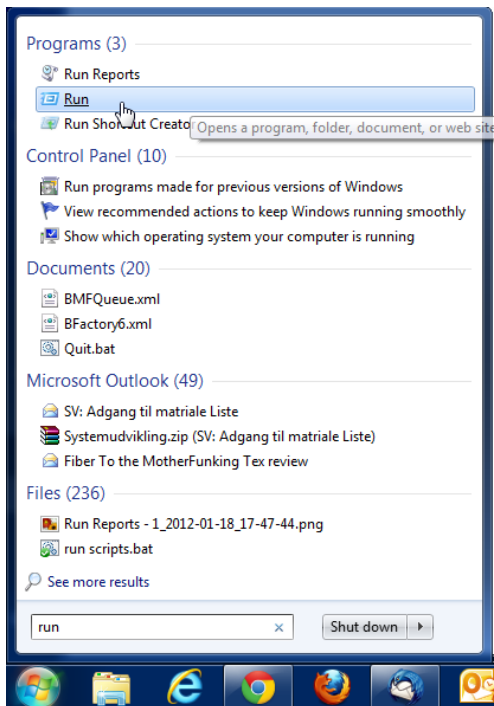 Programs (3)
Run Reports
Run
Run Shortcut Creator
Opens a program, folder, document, or web site
Control Panel (10)
Run programs made for previous versions of Windows
View recommended actions to keep Windows running smoothly
Show which operating system your computer is running
Documents (20)
BMFQueue.xml
BFactory6.xml
Quit.bat
Microsoft Outlook (49)
SV: Adgang til matriale Liste
Systemudvikling.zip (SV: Adgang til matriale Liste)
Fiber To the MotherFunking Tex review
Files (236)
Run Reports - 1_2012-01-18_17-47-44.png
run scripts.bat
See more results
run
Shut down